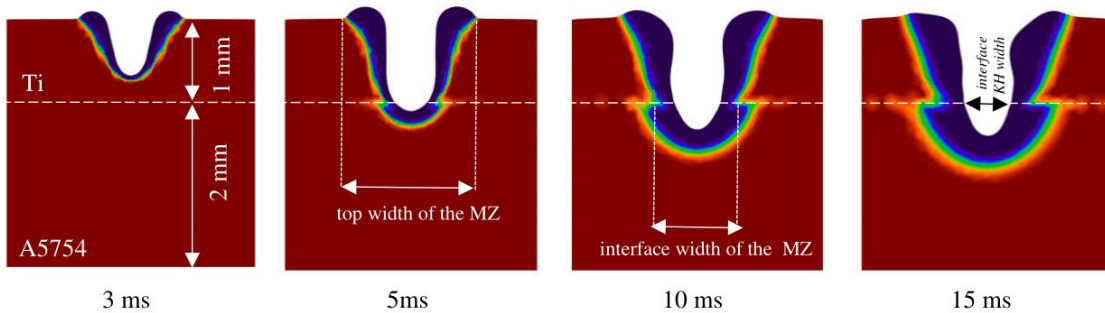 Ti
1 mm
2 mm
A5754
top width of the MZ
interface width of the MZ
interface
KH width
3 ms
5ms
10 ms
15 ms